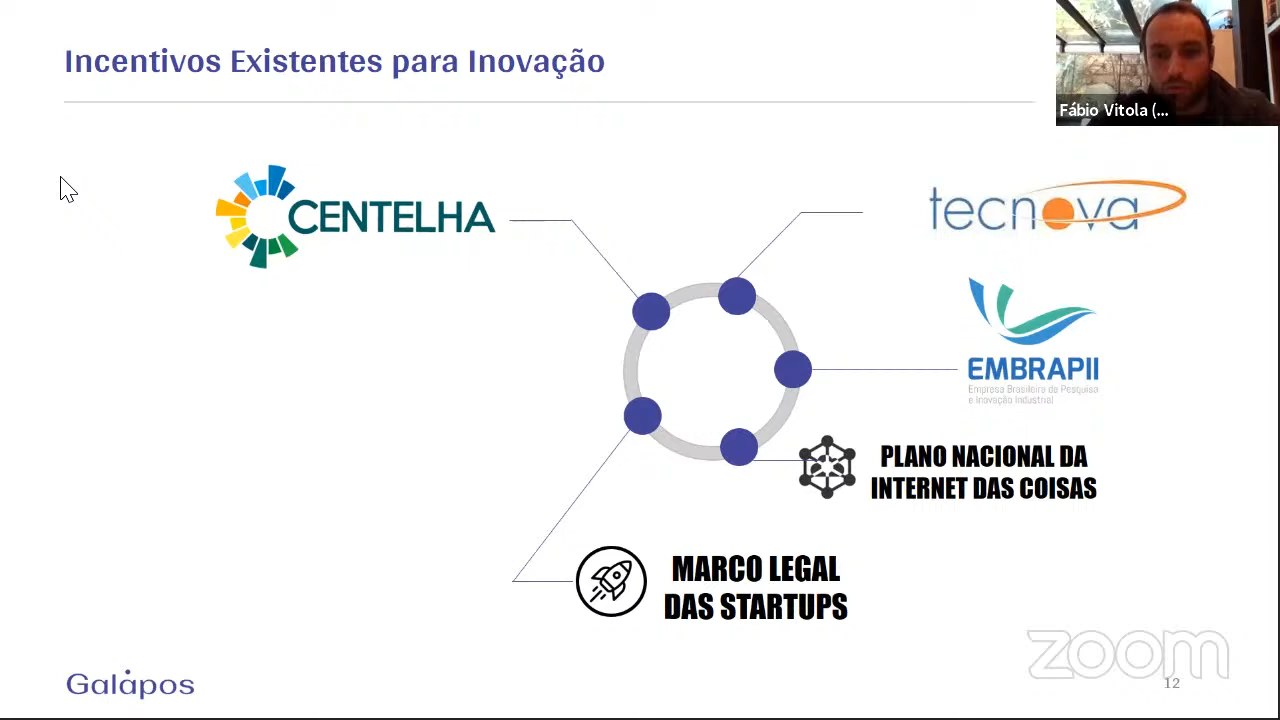 Incentivos Existentes para Inovação
Fábio Vitola (...
CENTELHA
tecnova
EMBRAPII
Empresa Brasileira de Pesquisa
e Inovação Industrial
PLANO NACIONAL DA
INTERNET DAS COISAS
MARCO LEGAL
DAS STARTUPS
zoom
Galápos
12